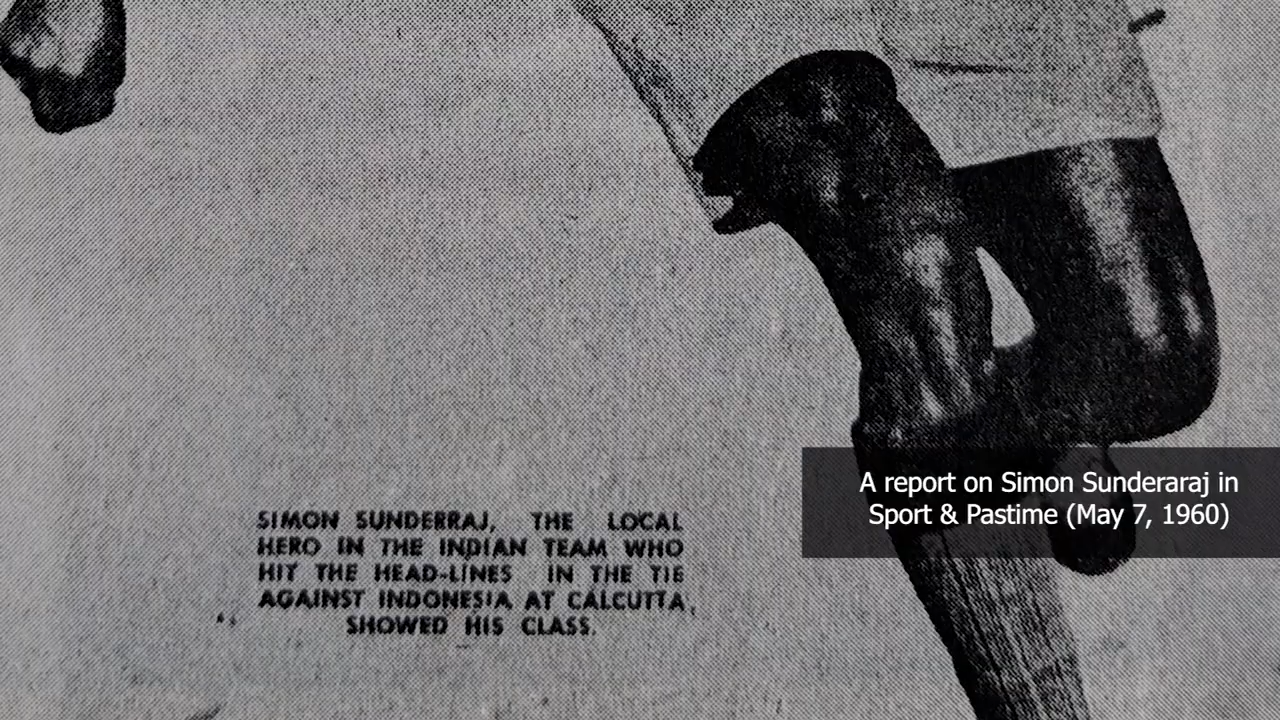 SIMON SUNDERRAJ, THE LOCAL
HERO IN THE INDIAN TEAM WHO
HIT THE HEAD-LINES IN THE TIE
AGAINST INDONESIA AT CALCUTTA,
SHOWED HIS CLASS.
A report on Simon Sunderaraj in
Sport & Pastime (May 7, 1960)